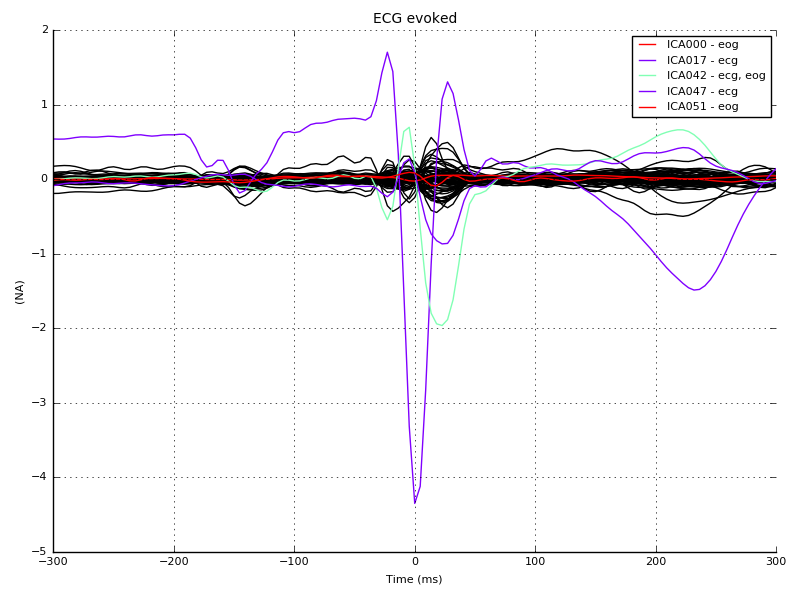 ECG evoked
2
1
0
−1
−2
−3
−4
−5
(NA)
ICA000 - eog
ICA017 - ecg
ICA042 - ecg, eog
ICA047 - ecg
ICA051 - eog
−300
−200
−100
0
100
200
300
Time (ms)